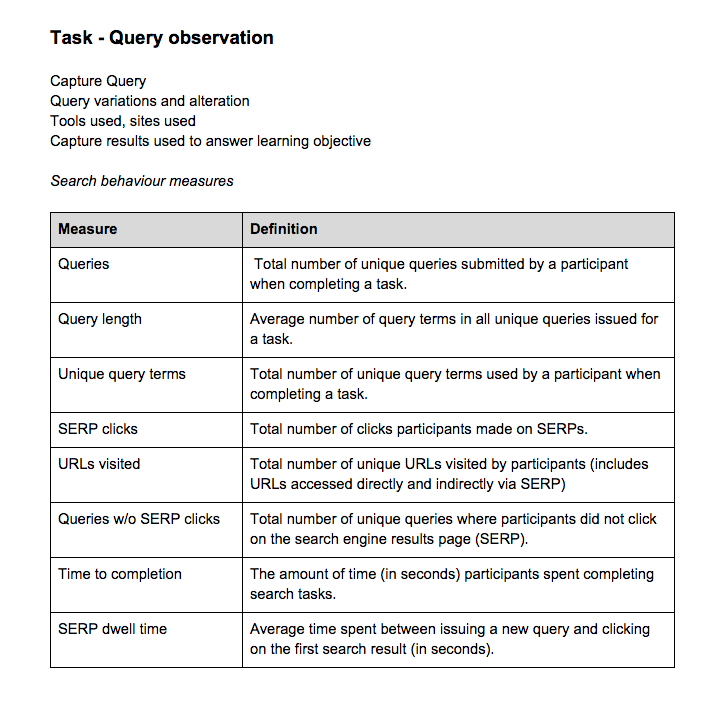 Task - Query observation
Capture Query
Query variations and alteration
Tools used, sites used
Capture results used to answer learning objective
Search behaviour measures
Measure Definition
Queries Total number of unique queries submitted by a participant
when completing a task.
Query length Average number of query terms in all unique queries issued for
a task.
Unique query terms Total number of unique query terms used by a participant when
completing a task.
SERP clicks Total number of clicks participants made on SERPs.
URLs visited Total number of unique URLs visited by participants (includes
URLs accessed directly and indirectly via SERP)
Queries w/o SERP clicks Total number of unique queries where participants did not click
on the search engine results page (SERP).
Time to completion The amount of time (in seconds) participants spent completing
search tasks.
SERP dwell time Average time spent between issuing a new query and clicking
on the first search result (in seconds).